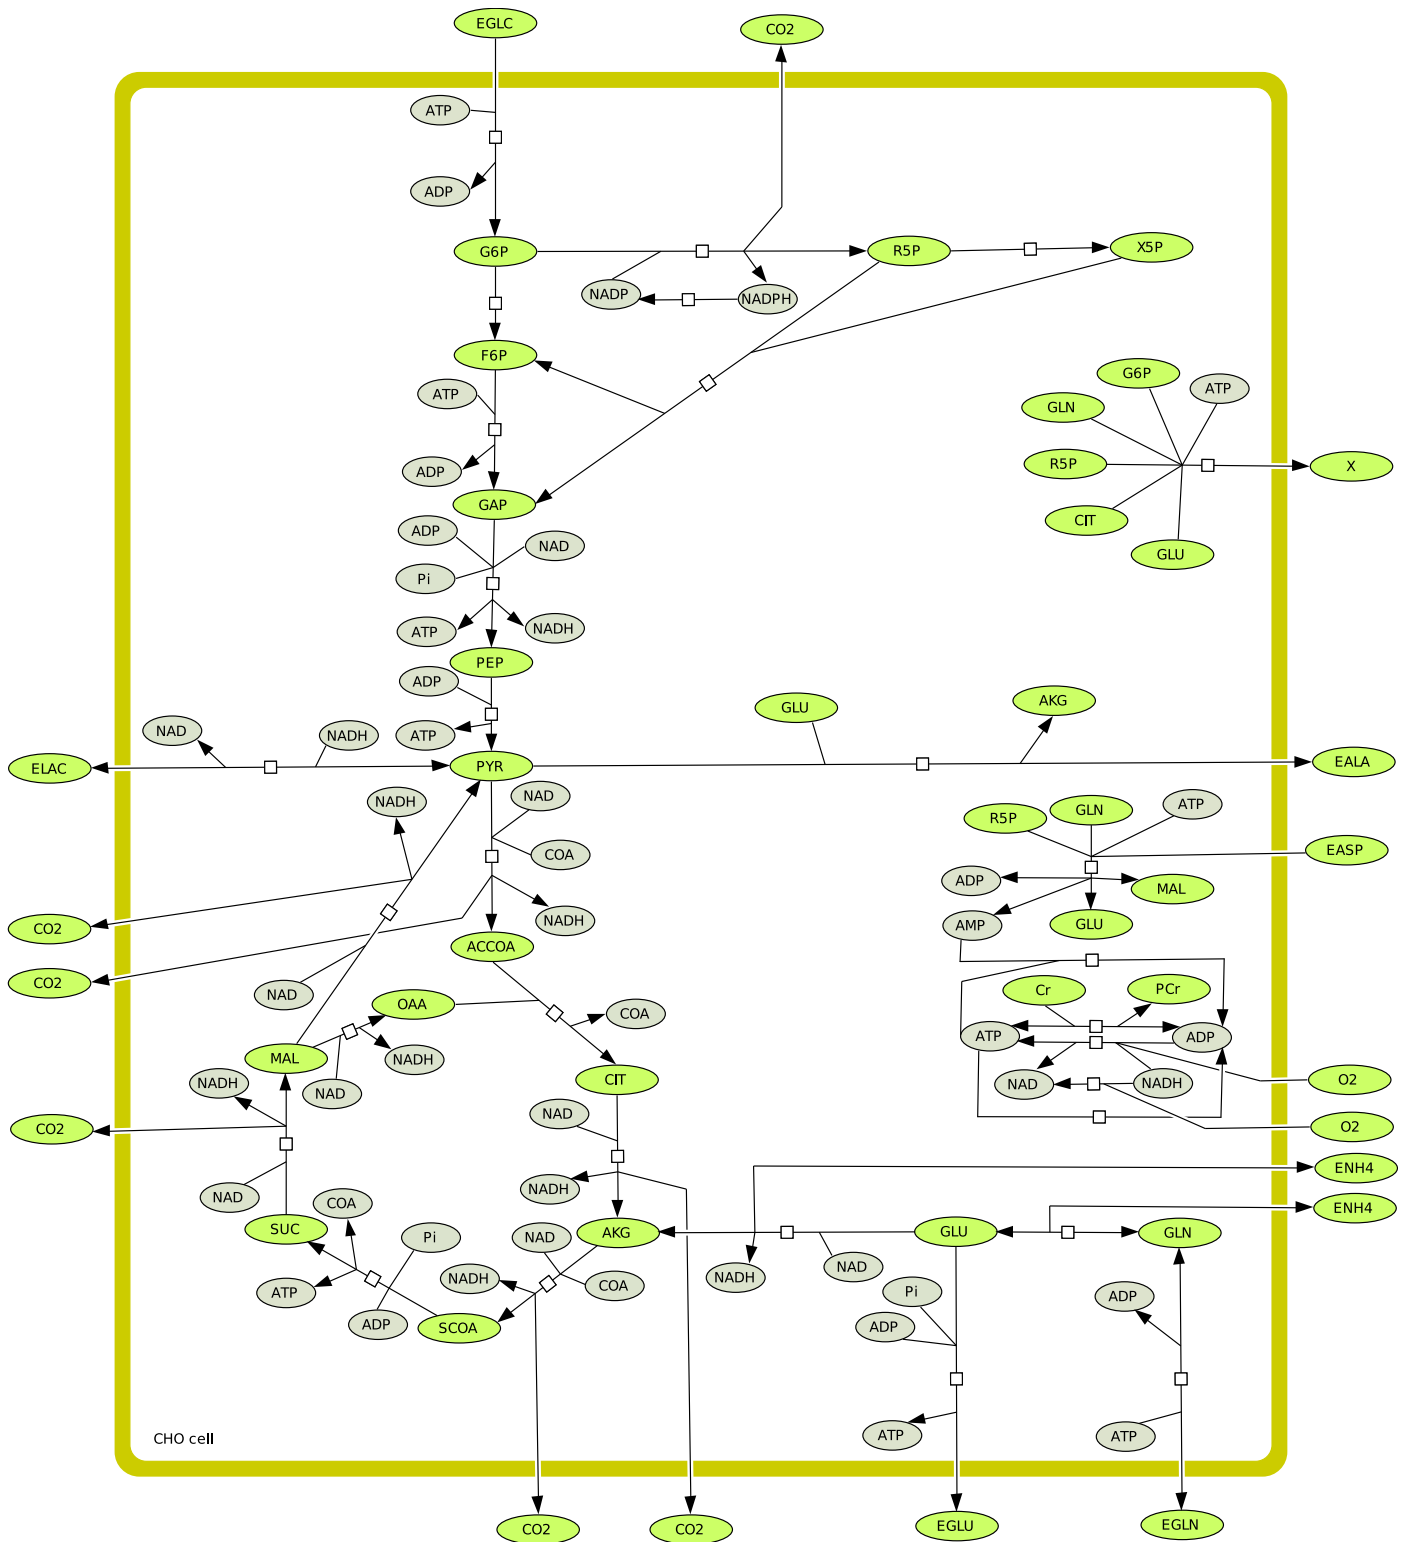 EGLC
CO2
ATP
ADP
G6P
R5P
X5P
NADP
NADPH
F6P
G6P
ATP
ATP
GLN
R5P
X
ADP
GAP
CIT
ADP
NAD
GLU
Pi
ATP
NADH
PEP
ADP
GLU
AKG
NAD
NADH
ATP
ELAC
PYR
EALA
NADH
NAD
R5P
GLN
ATP
COA
EASP
ADP
MAL
CO2
NADH
AMP
GLU
ACCOA
CO2
NAD
OAA
Cr
PCr
COA
ATP
ADP
MAL
NADH
NADH
NAD
CIT
NAD
NADH
O2
NAD
CO2
O2
ENH4
NAD
COA
NADH
ENH4
SUC
Pi
NAD
AKG
GLU
GLN
NADH
COA
NADH
NAD
ATP
Pi
ADP
ADP
SCOA
ADP
CHO cell
ATP
ATP
CO2
CO2
EGLU
EGLN